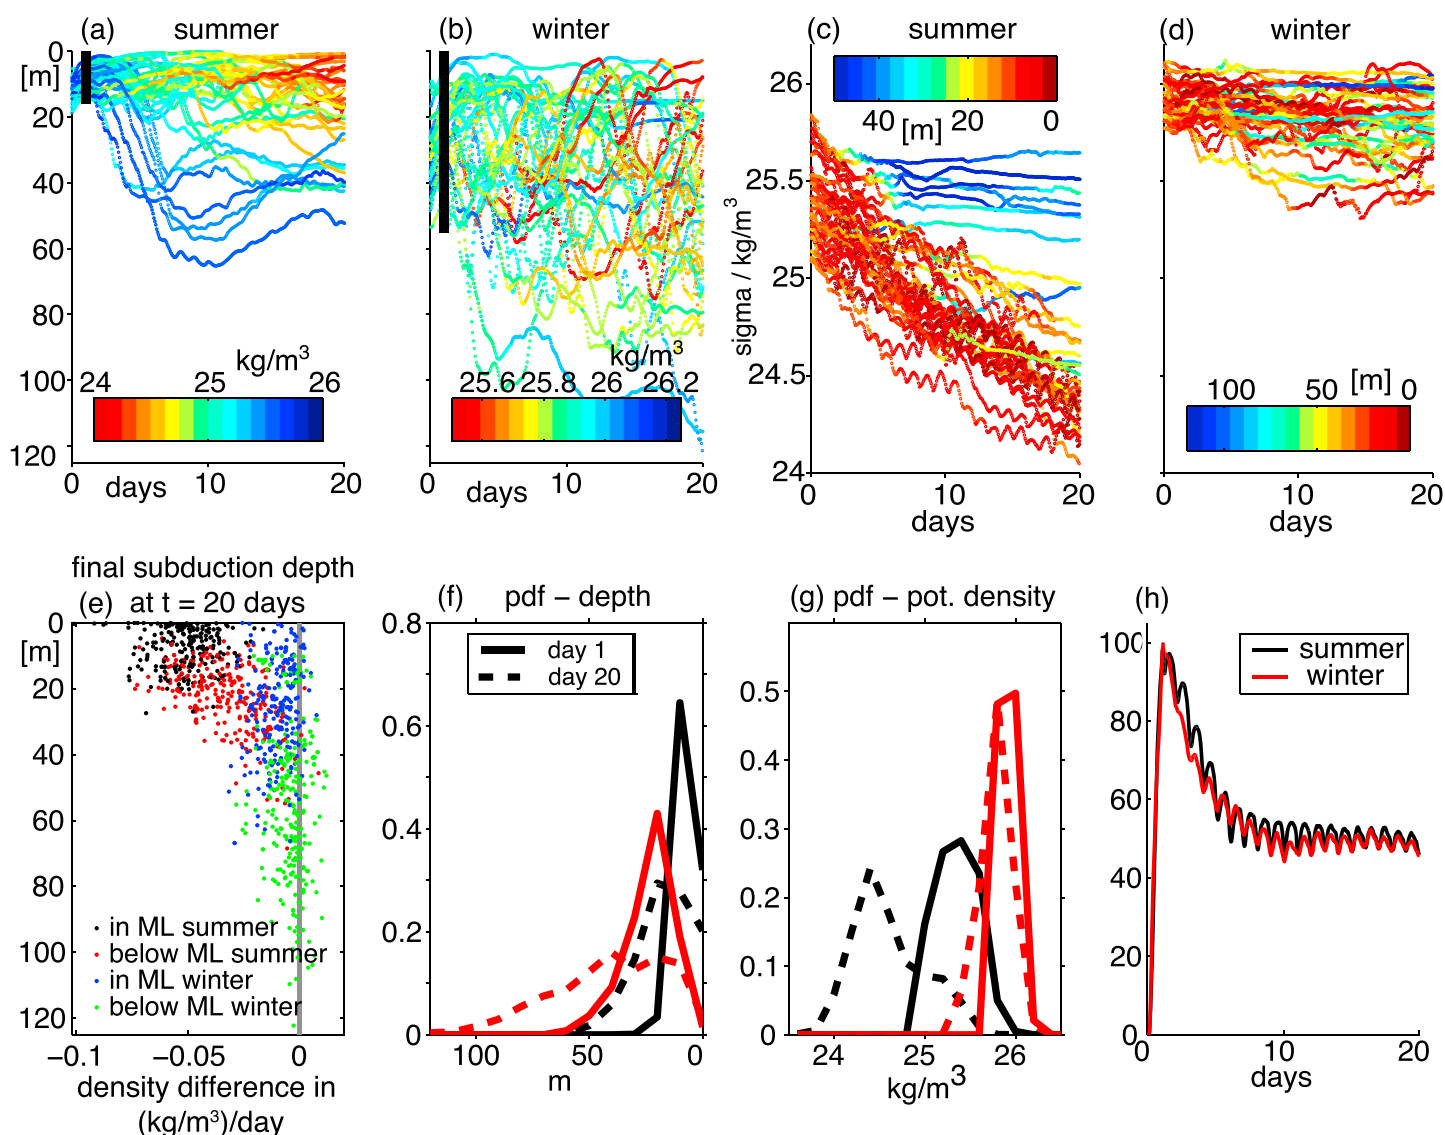 (a) summer
0
[m]
20
40
60
80
100
120
kg/m3
24 25 26
0 10 20
days
(b) winter
kg/m3
25.6 25.8 26 26.2
0 10 20
days
(c) summer
26
25.5
25
24.5
24
sigma / kg/m3
40 [m] 20 0
0 10 20
days
(d) winter
100 50 [m] 0
0 10 20
days
final subduction depth
(e) at t = 20 days
0
[m]
20
40
60
80
100
120
in ML summer
below ML summer
in ML winter
below ML winter
−0.1 −0.05 0
density difference in
(kg/m3)/day
(f) pdf − depth
0.8
0.6
0.4
0.2
0
day 1
day 20
100 50 0
m
(g) pdf − pot. density
0.5
0.4
0.3
0.2
0.1
0
24 25 26
kg/m3
(h)
100
80
60
40
20
0
summer
winter
0 10 20
days